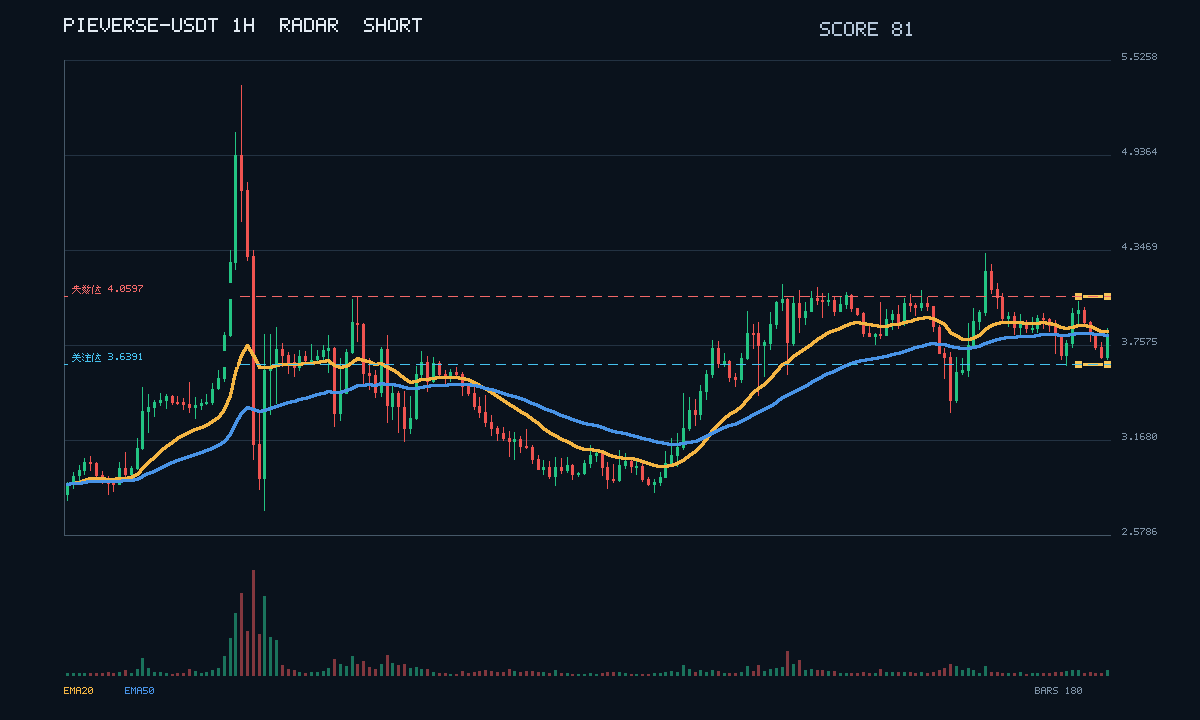 PIEVERSE-USDT 1H RADAR SHORT
SCORE 81
5.5258
4.9364
4.3469
失效位 4.0597
3.7575
关注位 3.6391
3.1680
2.5786
EMA20 EMA50
BARS 180